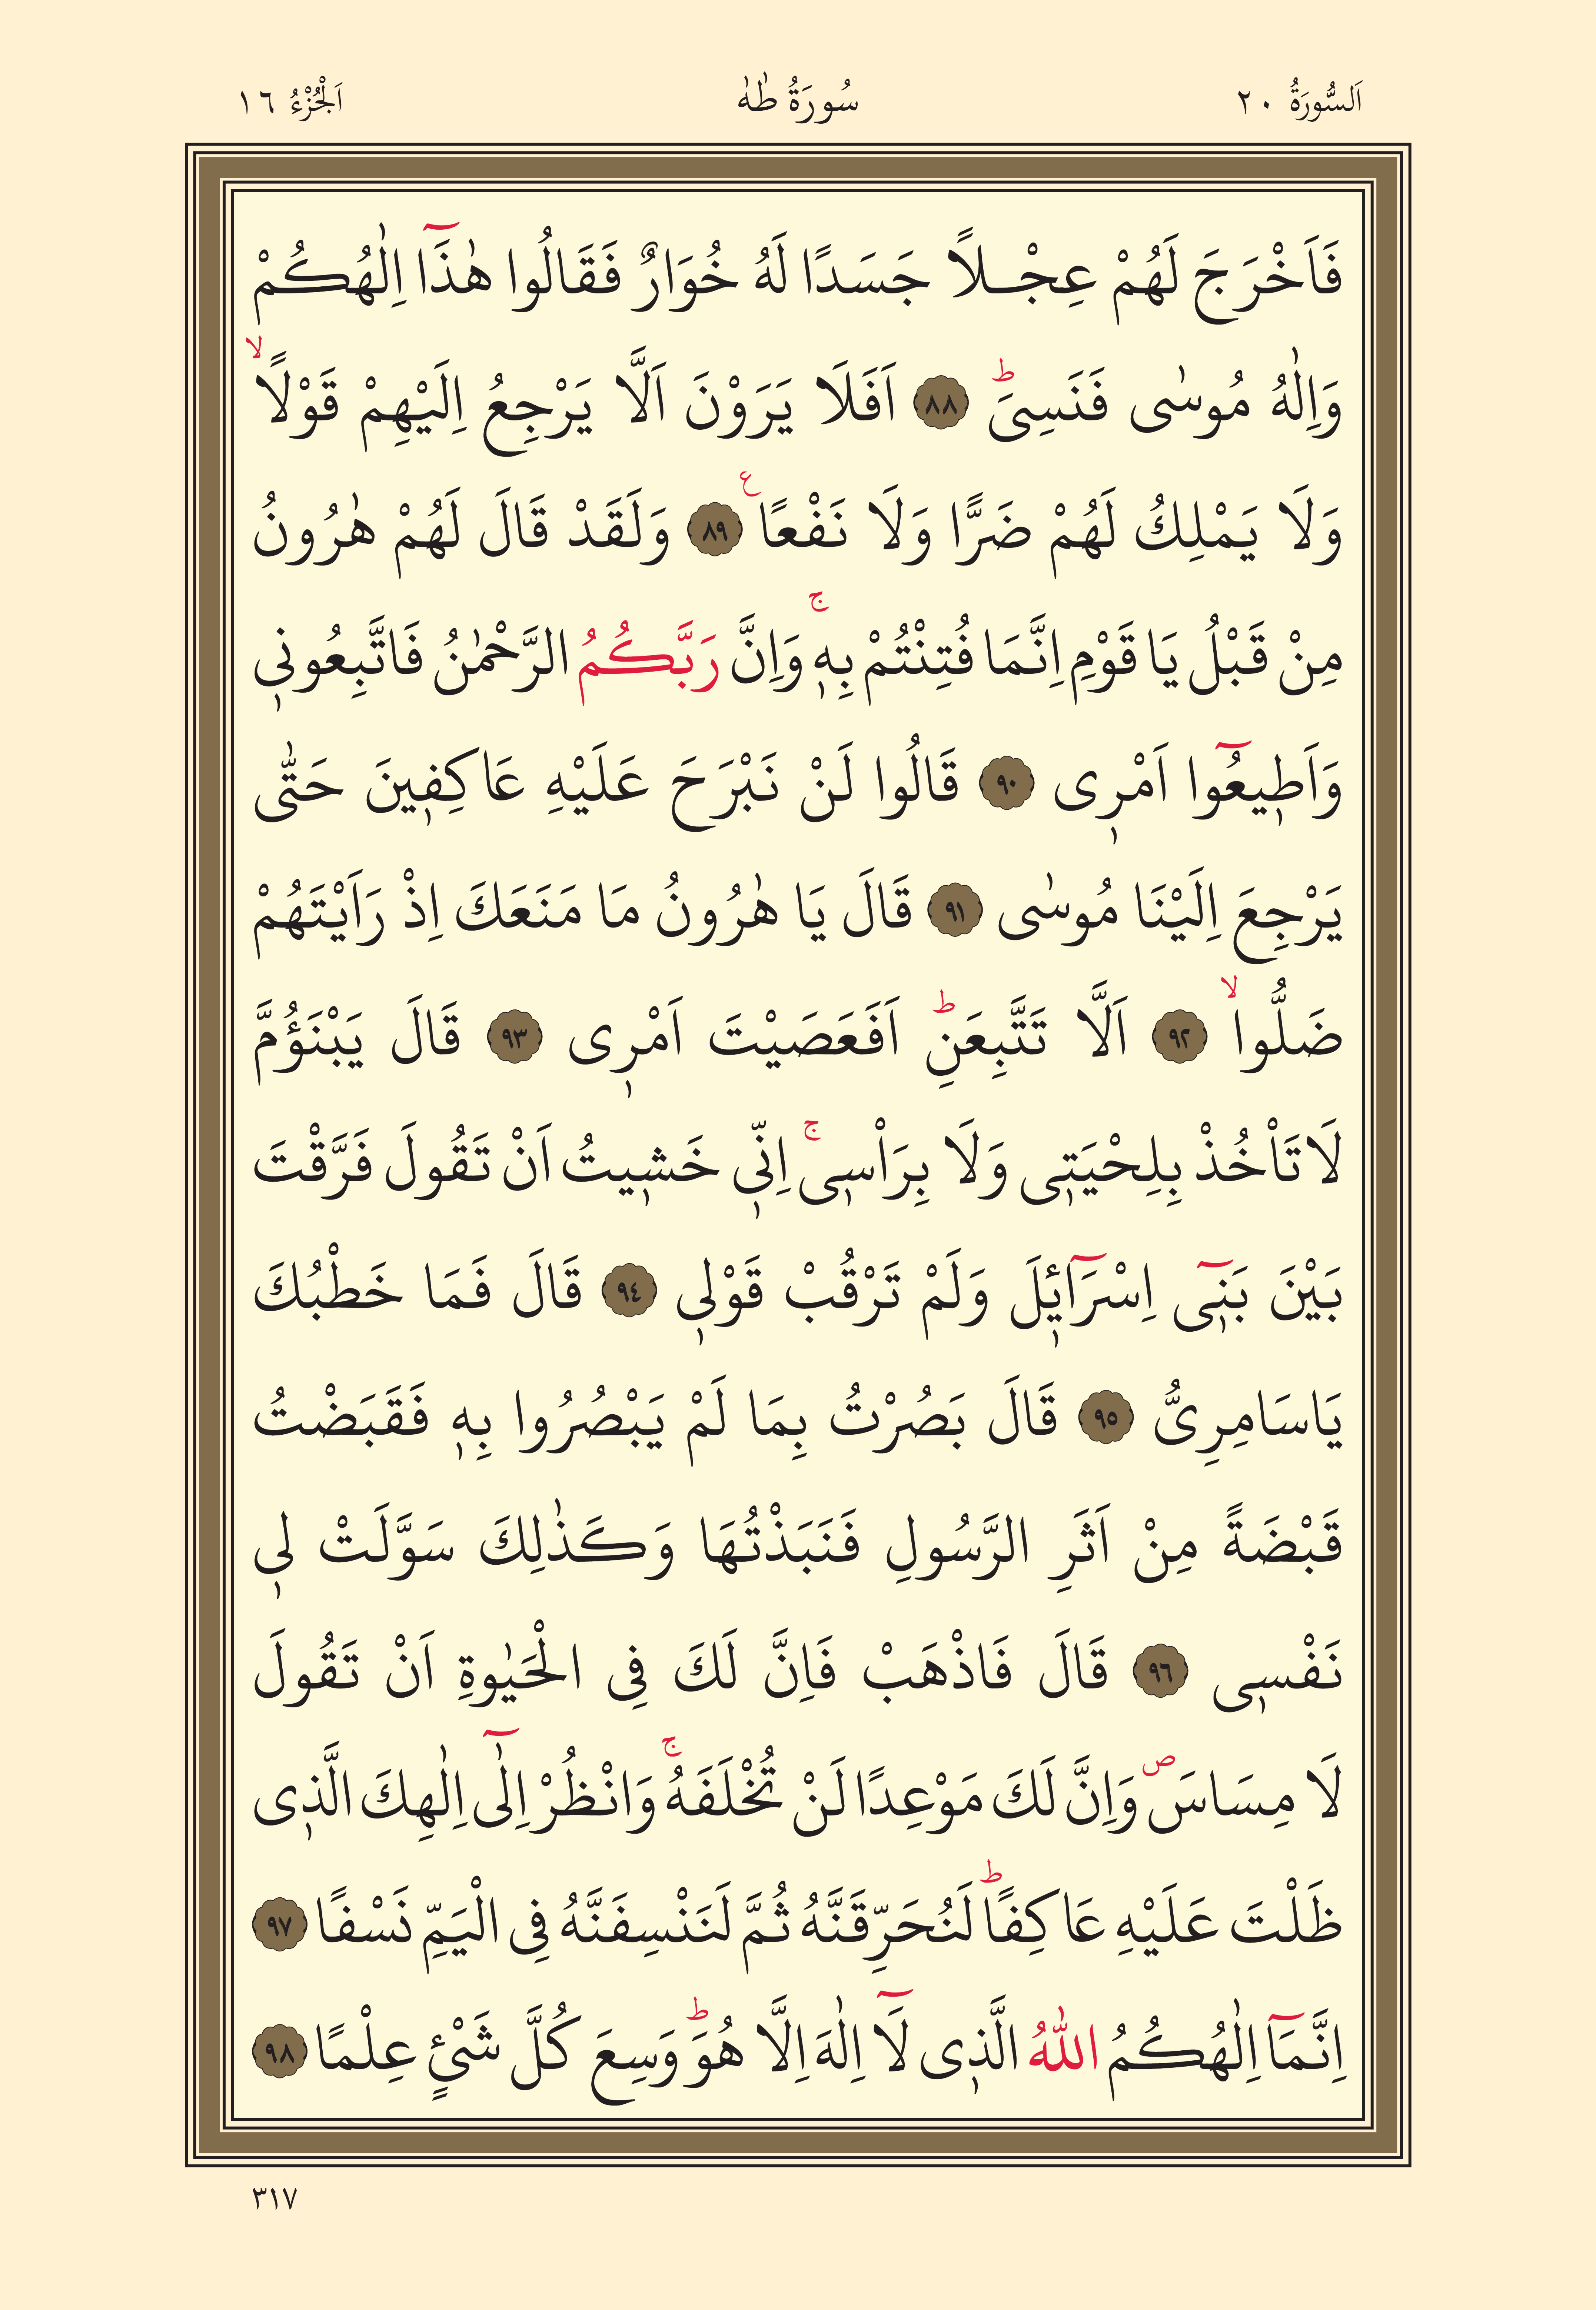 اَلسُّورَةُ ٢٠ سُورَةُ طٰهٰ اَلْجُزْءُ ١٦
فَاَخْرَجَ لَهُمْ عِجْلاً جَسَدًا لَهُ خُوَارٌ فَقَالُوا هٰذَٓا اِلٰهُكُمْ
وَاِلٰهُ مُوسٰى فَنَسِىَ ۜ ٨٨ اَفَلَا يَرَوْنَ اَلَّا يَرْجِعُ اِلَيْهِمْ قَوْلًا ۙ
وَلَا يَمْلِكُ لَهُمْ ضَرًّا وَلَا نَفْعًا ع ٨٩ وَلَقَدْ قَالَ لَهُمْ هٰرُونُ
مِنْ قَبْلُ يَا قَوْمِ اِنَّمَا فُتِنْتُمْ بِهٖ ۚ وَاِنَّ رَبَّكُمُ الرَّحْمٰنُ فَاتَّبِعُونٖى
وَاَطٖيعُٓوا اَمْرٖى ٩٠ قَالُوا لَنْ نَبْرَحَ عَلَيْهِ عَاكِفٖينَ حَتّٰى
يَرْجِعَ اِلَيْنَا مُوسٰى ٩١ قَالَ يَا هٰرُونُ مَا مَنَعَكَ اِذْ رَاَيْتَهُمْ
ضَلُّوا ۙ ٩٢ اَلَّا تَتَّبِعَنِ ط اَفَعَصَيْتَ اَمْرٖى ٩٣ قَالَ يَبْنَؤُمَّ
لَا تَاْخُذْ بِلِحْيَتٖى وَلَا بِرَاْسٖى ۚ اِنّٖى خَشٖيتُ اَنْ تَقُولَ فَرَّقْتَ
بَيْنَ بَنٖٓى اِسْرَٓائٖلَ وَلَمْ تَرْقُبْ قَوْلٖى ٩٤ قَالَ فَمَا خَطْبُكَ
يَاسَامِرِىُّ ٩٥ قَالَ بَصُرْتُ بِمَا لَمْ يَبْصُرُوا بِهٖ فَقَبَضْتُ
قَبْضَةً مِنْ اَثَرِ الرَّسُولِ فَنَبَذْتُهَا وَكَذٰلِكَ سَوَّلَتْ لٖى
نَفْسٖى ٩٦ قَالَ فَاذْهَبْ فَاِنَّ لَكَ فِى الْحَيٰوةِ اَنْ تَقُولَ
لَا مِسَاسَ ص وَاِنَّ لَكَ مَوْعِدًا لَنْ تُخْلَفَهُ ۚ وَانْظُرْ اِلٰٓى اِلٰهِكَ الَّذٖى
ظَلْتَ عَلَيْهِ عَاكِفًا ط لَنُحَرِّقَنَّهُ ثُمَّ لَنَنْسِفَنَّهُ فِى الْيَمِّ نَسْفًا ٩٧
اِنَّمَٓا اِلٰهُكُمُ اللّٰهُ الَّذٖى لَٓا اِلٰهَ اِلَّا هُوَ ط وَسِعَ كُلَّ شَىْءٍ عِلْمًا ٩٨
٣١٧